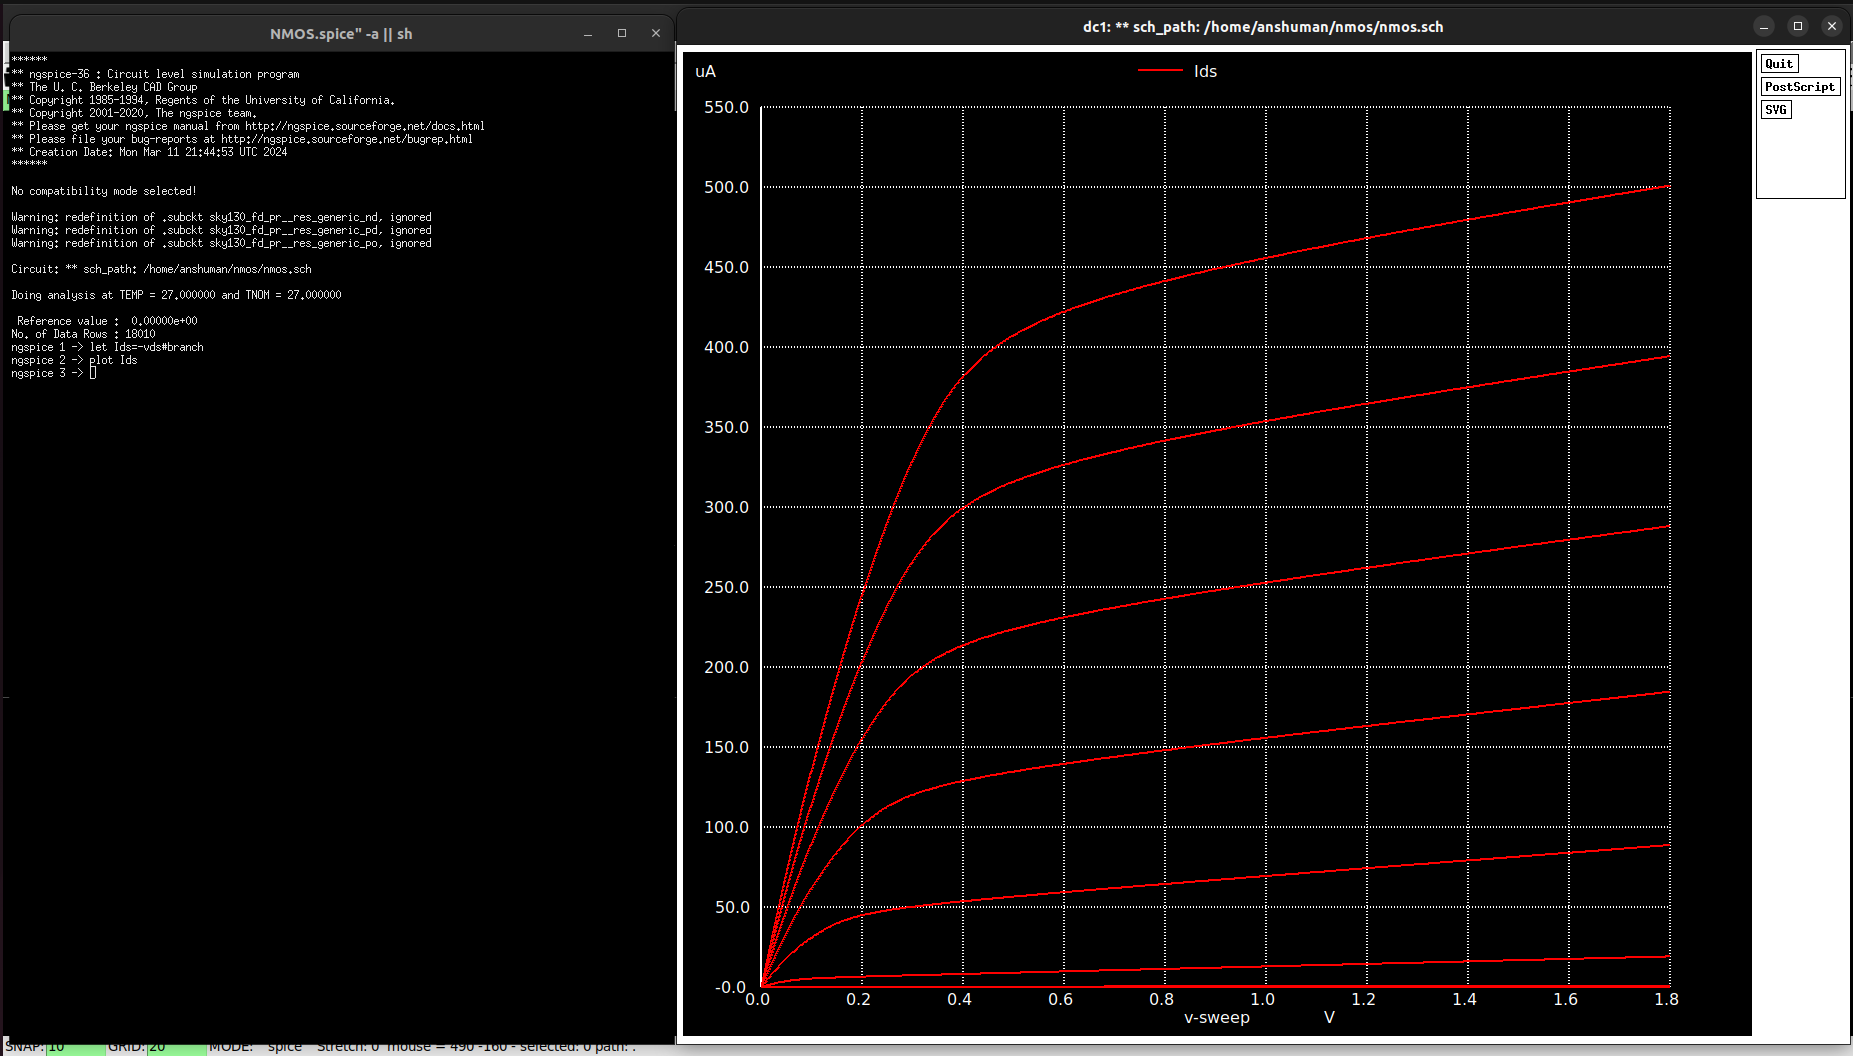 NMOS.spice" -a || sh
******
** ngspice-36 : Circuit level simulation program
** The U. C. Berkeley CAD Group
** Copyright 1985-1994, Regents of the University of California.
** Copyright 2001-2020, The ngspice team.
** Please get your ngspice manual from http://ngspice.sourceforge.net/docs.html
** Please file your bug-reports at http://ngspice.sourceforge.net/bugrep.html
** Creation Date: Mon Mar 11 21:44:53 UTC 2024
******
No compatibility mode selected!
Warning: redefinition of .subckt sky130_fd_pr__res_generic_nd, ignored
Warning: redefinition of .subckt sky130_fd_pr__res_generic_pd, ignored
Warning: redefinition of .subckt sky130_fd_pr__res_generic_po, ignored
Circuit: ** sch_path: /home/anshuman/nmos/nmos.sch
Doing analysis at TEMP = 27.000000 and TNOM = 27.000000
Reference value : 0.00000e+00
No. of Data Rows : 18010
ngspice 1 -> let Ids=-vds#branch
ngspice 2 -> plot Ids
ngspice 3 ->
dc1: ** sch_path: /home/anshuman/nmos/nmos.sch
uA
Ids
550.0
500.0
450.0
400.0
350.0
300.0
250.0
200.0
150.0
100.0
50.0
-0.0
0.0 0.2 0.4 0.6 0.8 1.0 1.2 1.4 1.6 1.8
v-sweep V
Quit
PostScript
SVG
SNAP: 10 GRID: 20 MODE: spice Stretch: 0 mouse = 490 -160 - selected: 0 path: .